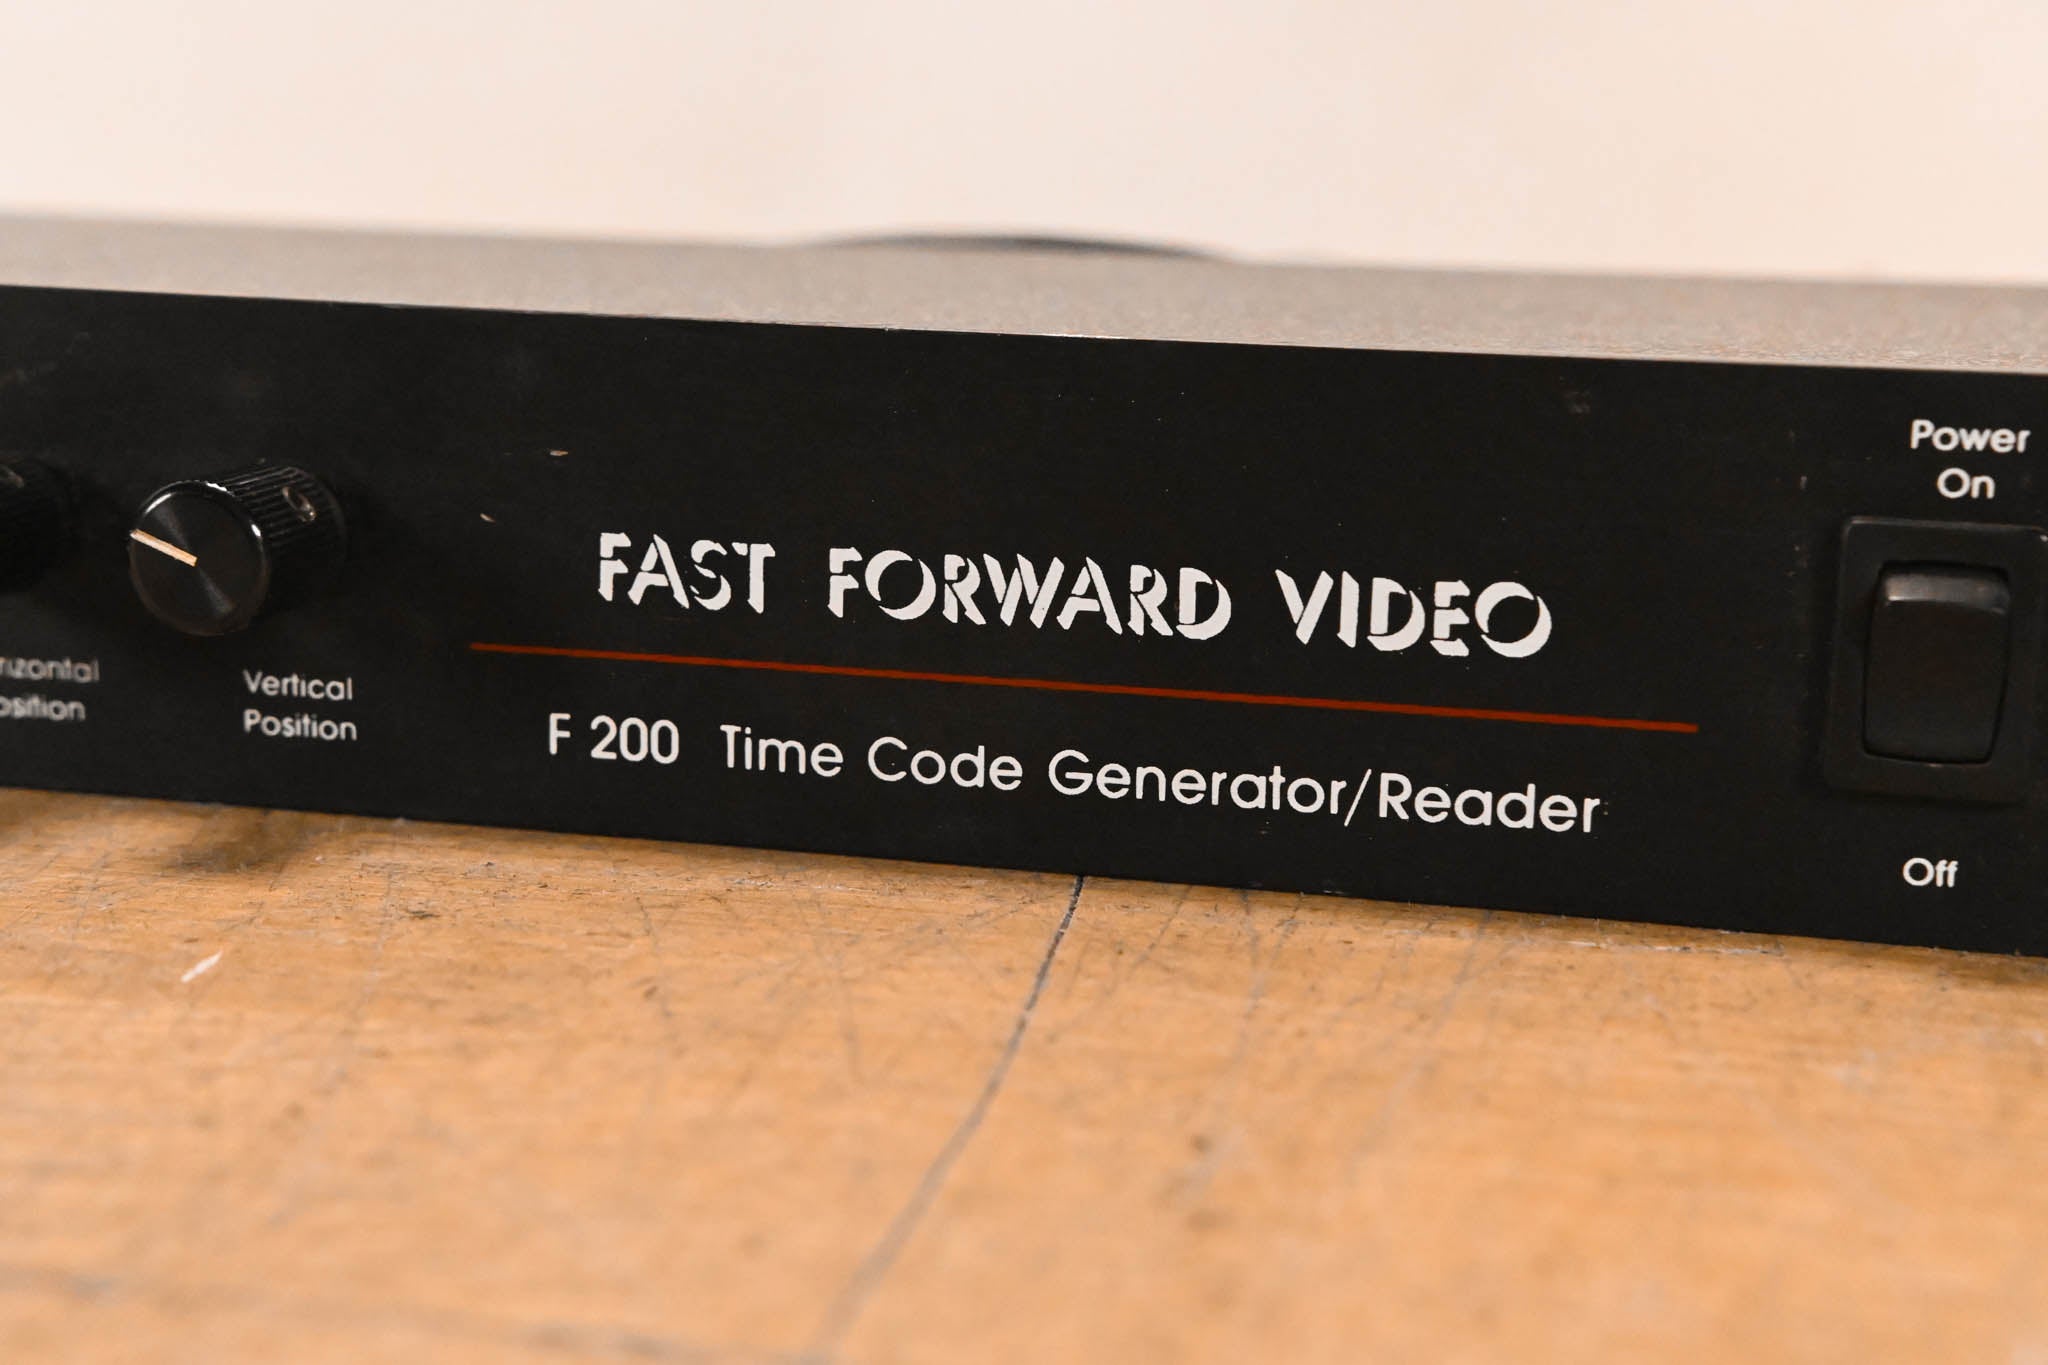 Power
On
FAST FORWARD VIDEO
Vertical
Position
F 200 Time Code Generator/Reader
Off